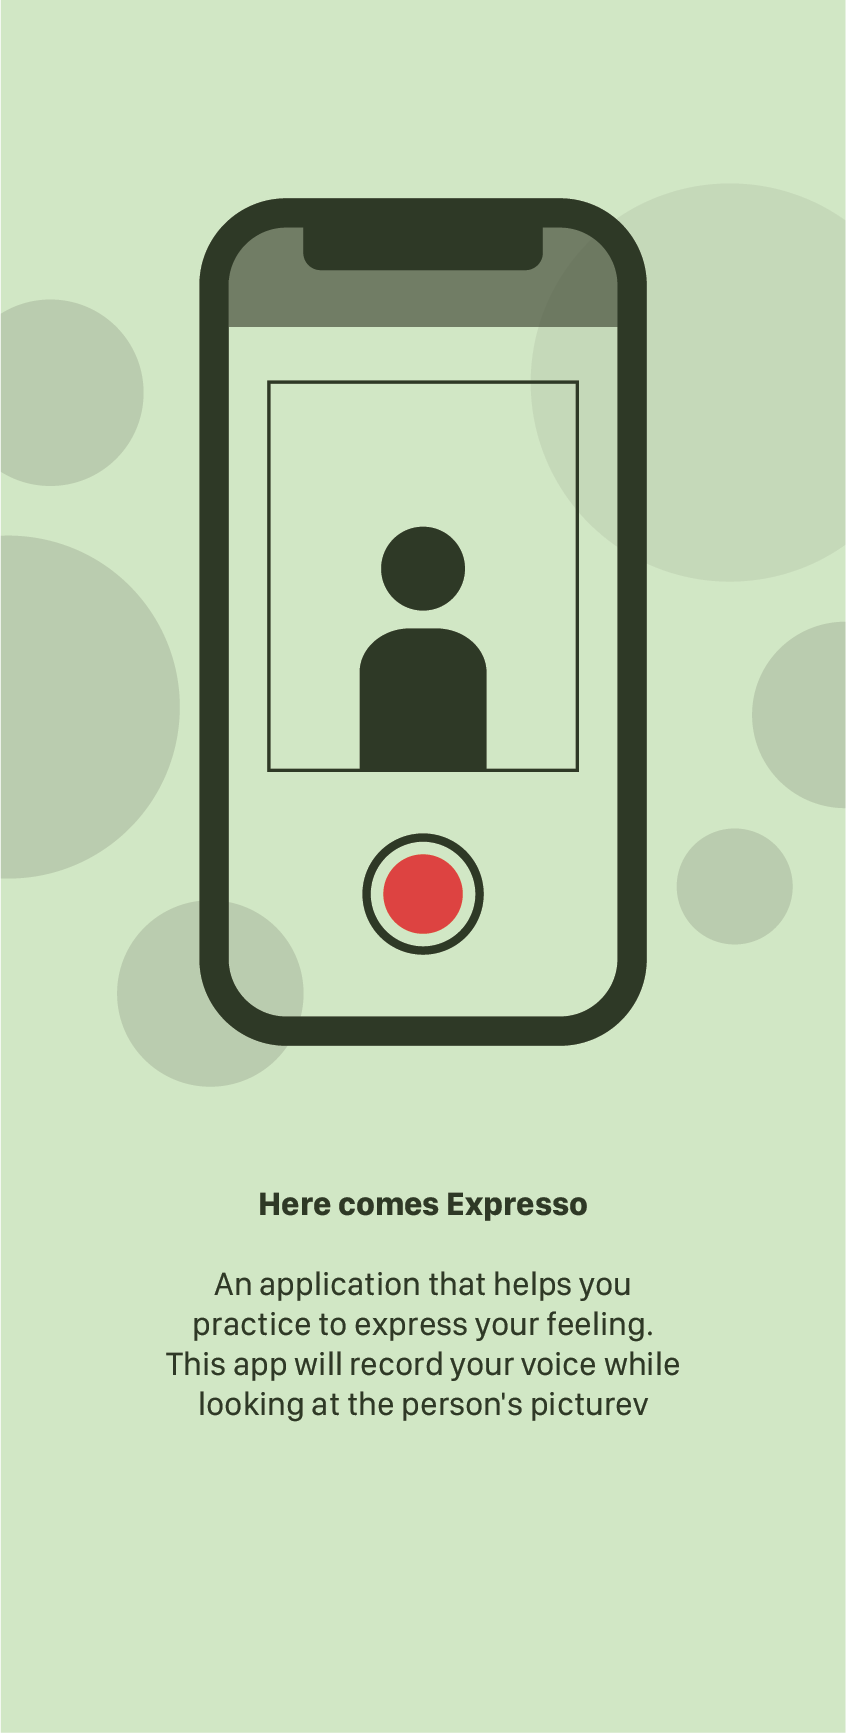 Here comes Expresso
An application that helps you
practice to express your feeling.
This app will record your voice while
looking at the person's picturev